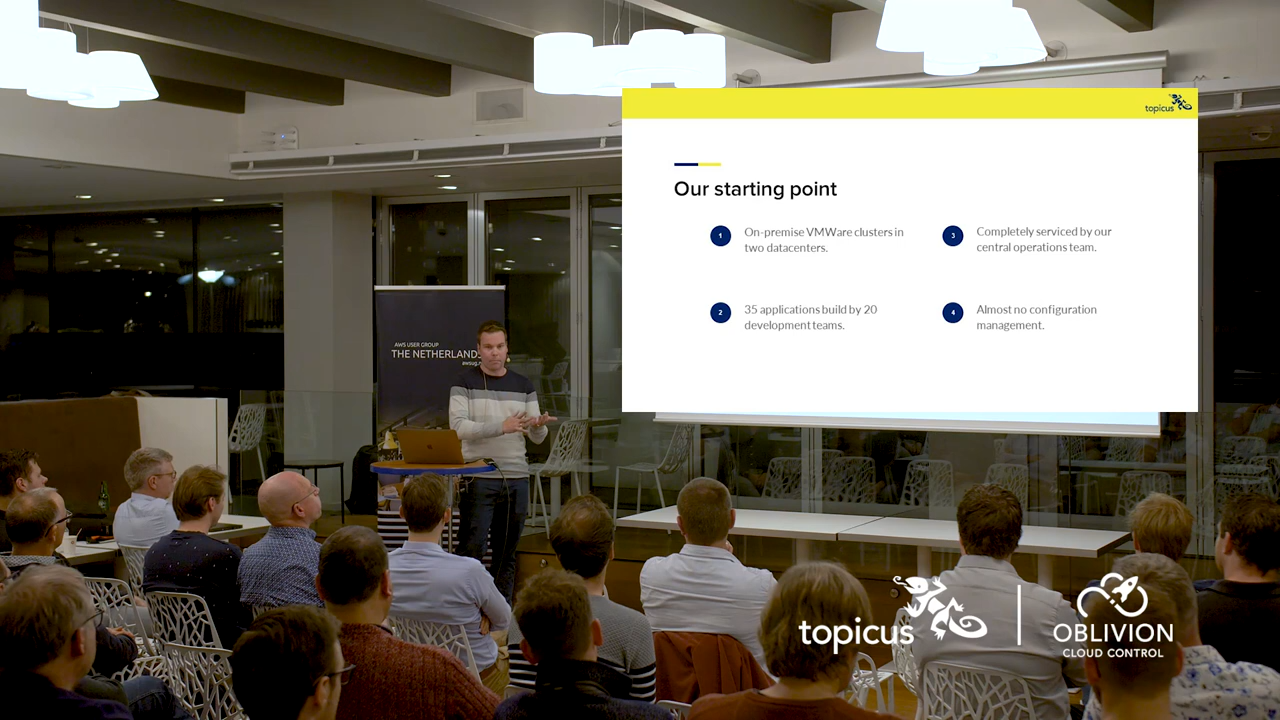 topicus
Our starting point
1
On-premise VMWare clusters in
two datacenters.
2
35 applications build by 20
development teams.
3
Completely serviced by our
central operations team.
4
Almost no configuration
management.
AWS USER GROUP
THE NETHERLANDS
topicus
OBLIVION
CLOUD CONTROL